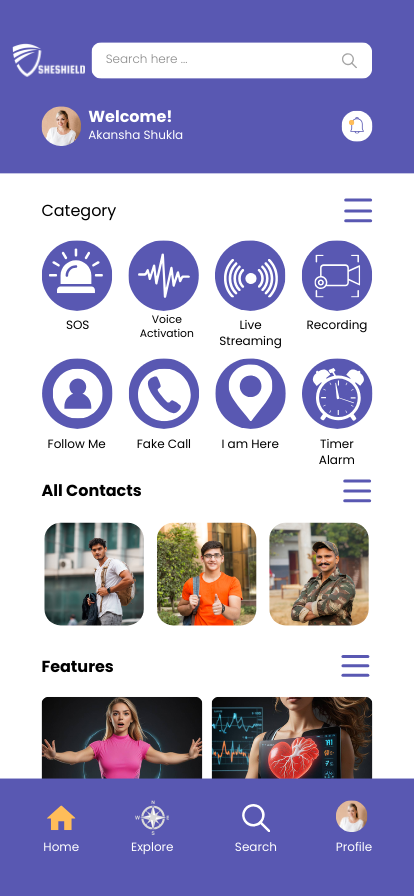 SHESHIELD
Search here ...
Welcome!
Akansha Shukla
Category
SOS
Voice
Activation
Live
Streaming
Recording
Follow Me
Fake Call
I am Here
Timer
Alarm
All Contacts
Features
N
W E
S
Home
Explore
Search
Profile